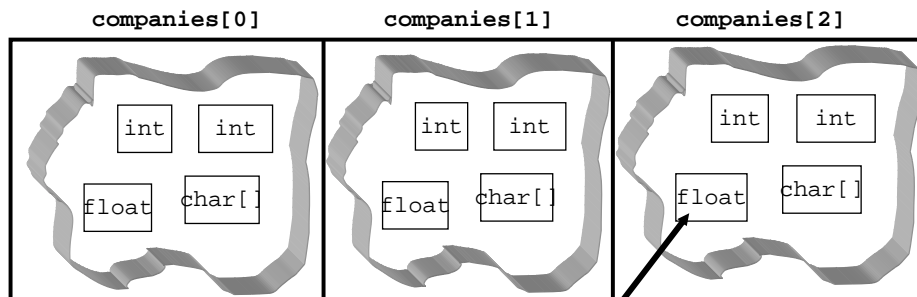 companies[0] companies[1] companies[2]
int int int int int int
float char[] float char[] float char[]